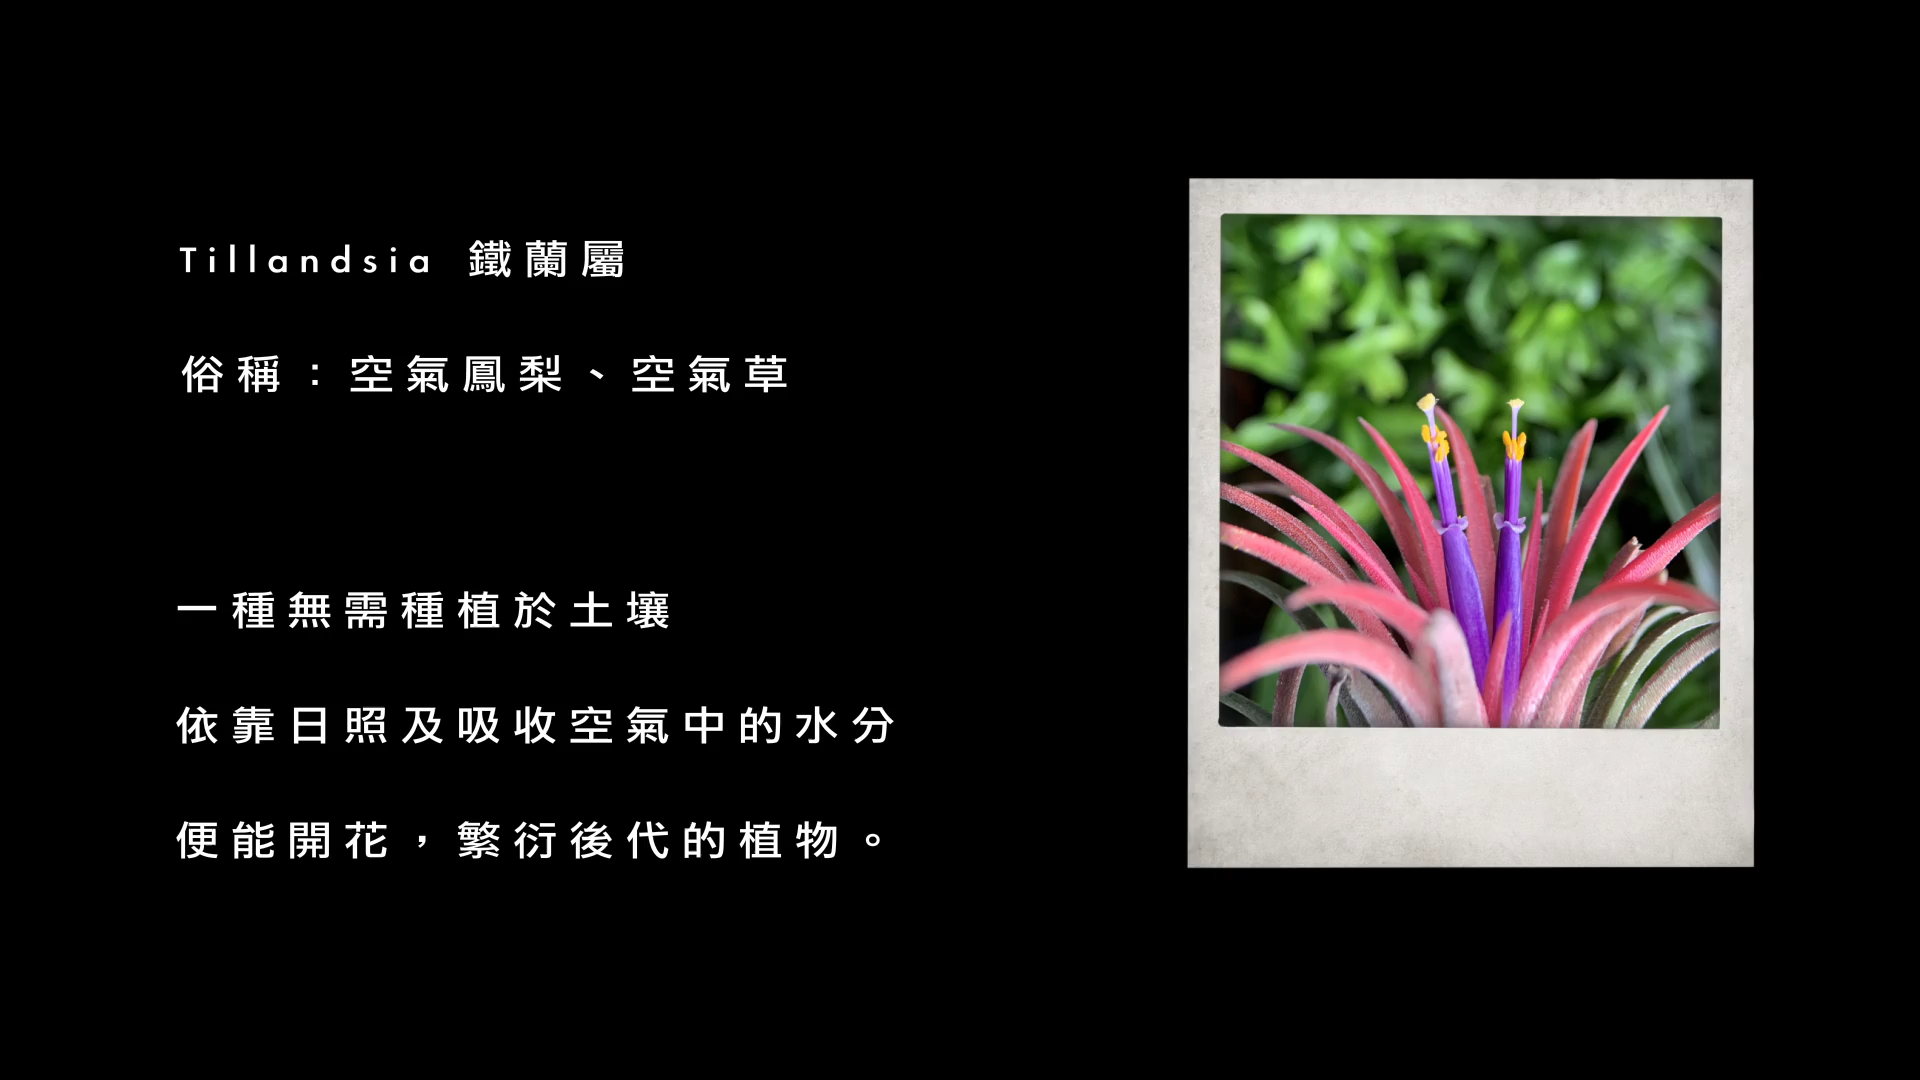 Tillandsia 鐵蘭屬
俗稱：空氣鳳梨、空氣草
一種無需種植於土壤
依靠日照及吸收空氣中的水分
便能開花，繁衍後代的植物。